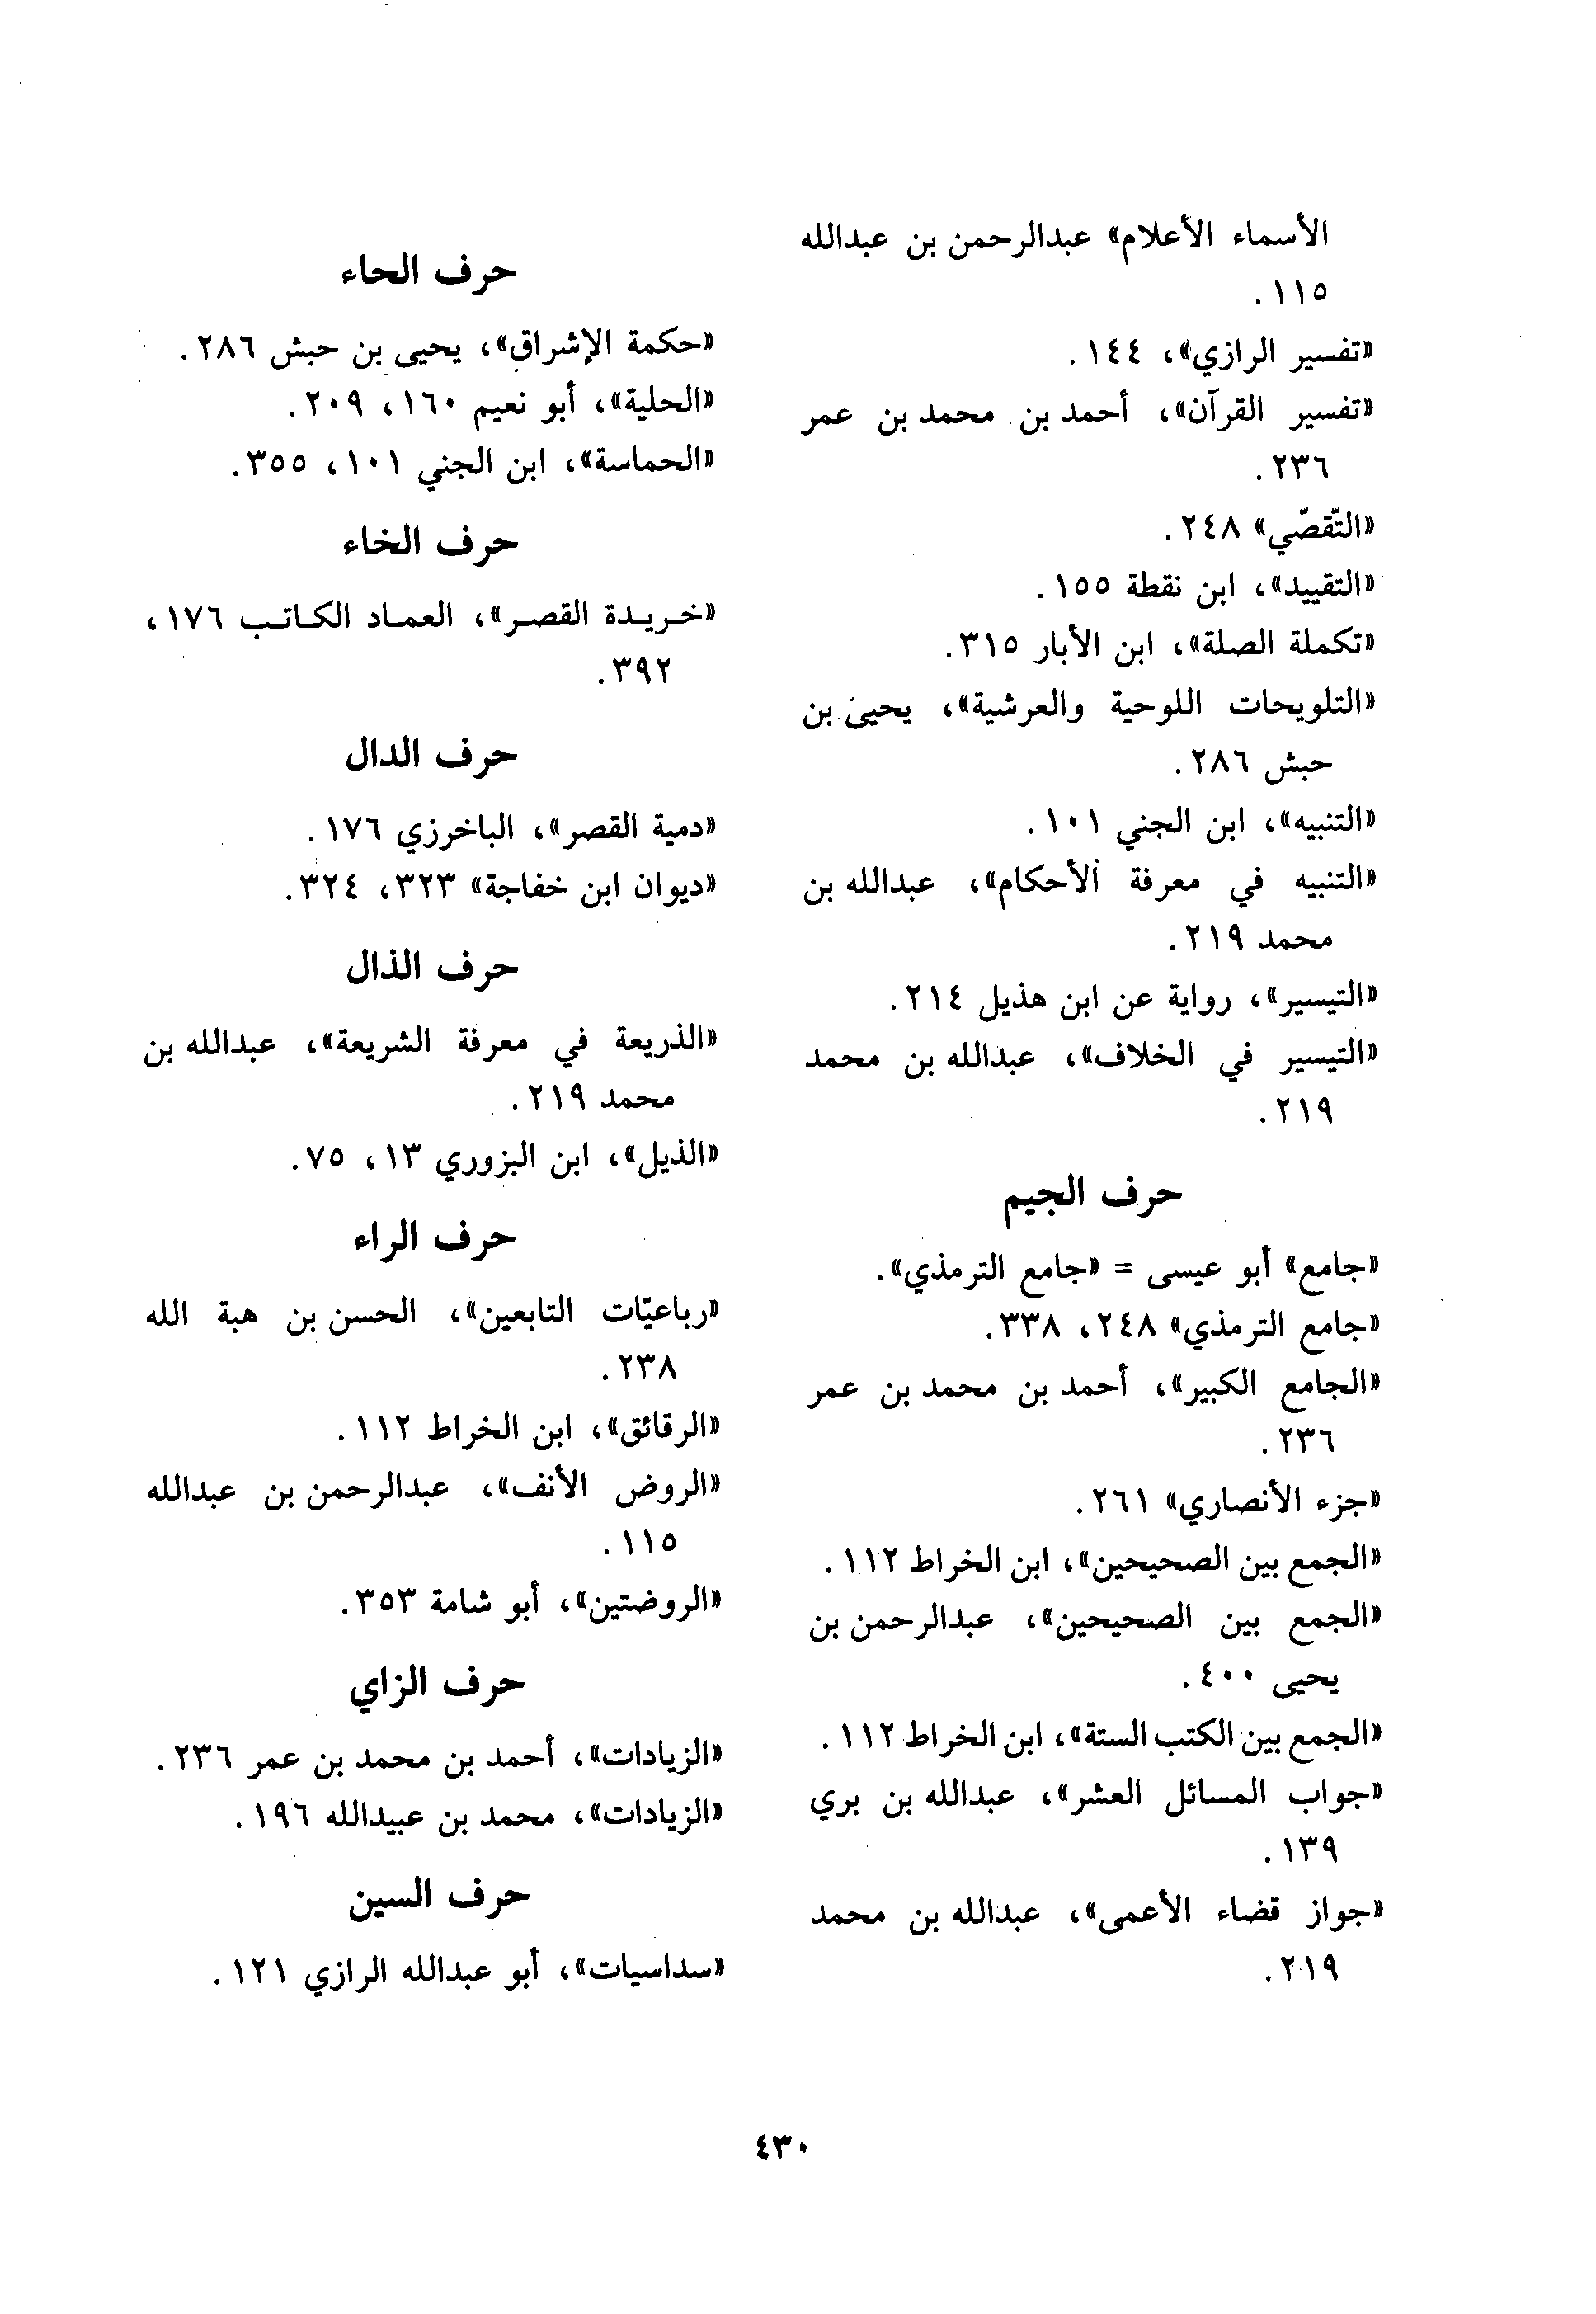 الأسماء الأعلام» عبدالرحمن بن عبدالله
١١٥.
«تفسير الرازي»، ١٤٤.
«تفسير القرآن»، أحمد بن محمد بن عمر
٢٣٦.
«التّقصّي» ٢٤٨.
«التقييد»، ابن نقطة ١٥٥.
«تكملة الصلة»، ابن الأبار ٣١٥.
«التلويحات اللوحية والعرشية»، يحيى بن
حبش ٢٨٦.
«التنبيه»، ابن الجني ١٠١.
«التنبيه في معرفة الأحكام»، عبدالله بن
محمد ٢١٩.
«التيسير»، رواية عن ابن هذيل ٢١٤.
«التيسير في الخلاف»، عبدالله بن محمد
٢١٩.
حرف الجيم
«جامع» أبو عيسى = «جامع الترمذي».
«جامع الترمذي» ٢٤٨، ٣٣٨.
«الجامع الكبير»، أحمد بن محمد بن عمر
٢٣٦.
«جزء الأنصاري» ٢٦١.
«الجمع بين الصحيحين»، ابن الخراط ١١٢.
«الجمع بين الصحيحين»، عبدالرحمن بن
يحيى ٤٠٠.
«الجمع بين الكتب الستة»، ابن الخراط ١١٢.
«جواب المسائل العشر»، عبدالله بن بري
١٣٩.
«جواز قضاء الأعمى»، عبدالله بن محمد
٢١٩.
حرف الحاء
«حكمة الإشراق»، يحيى بن حبش ٢٨٦.
«الحلية»، أبو نعيم ١٦٠، ٢٠٩.
«الحماسة»، ابن الجني ١٠١، ٣٥٥.
حرف الخاء
«خريدة القصر»، العماد الكاتب ١٧٦،
٣٩٢.
حرف الدال
«دمية القصر»، الباخرزي ١٧٦.
«ديوان ابن خفاجة» ٣٢٣، ٣٢٤.
حرف الذال
«الذريعة في معرفة الشريعة»، عبدالله بن
محمد ٢١٩.
«الذيل»، ابن البزوري ١٣، ٧٥.
حرف الراء
«رباعيّات التابعين»، الحسن بن هبة الله
٢٣٨.
«الرقائق»، ابن الخراط ١١٢.
«الروض الأنف»، عبدالرحمن بن عبدالله
١١٥.
«الروضتين»، أبو شامة ٣٥٣.
حرف الزاي
«الزيادات»، أحمد بن محمد بن عمر ٢٣٦.
«الزيادات»، محمد بن عبيدالله ١٩٦.
حرف السين
«سداسيات»، أبو عبدالله الرازي ١٢١.
٤٣٠